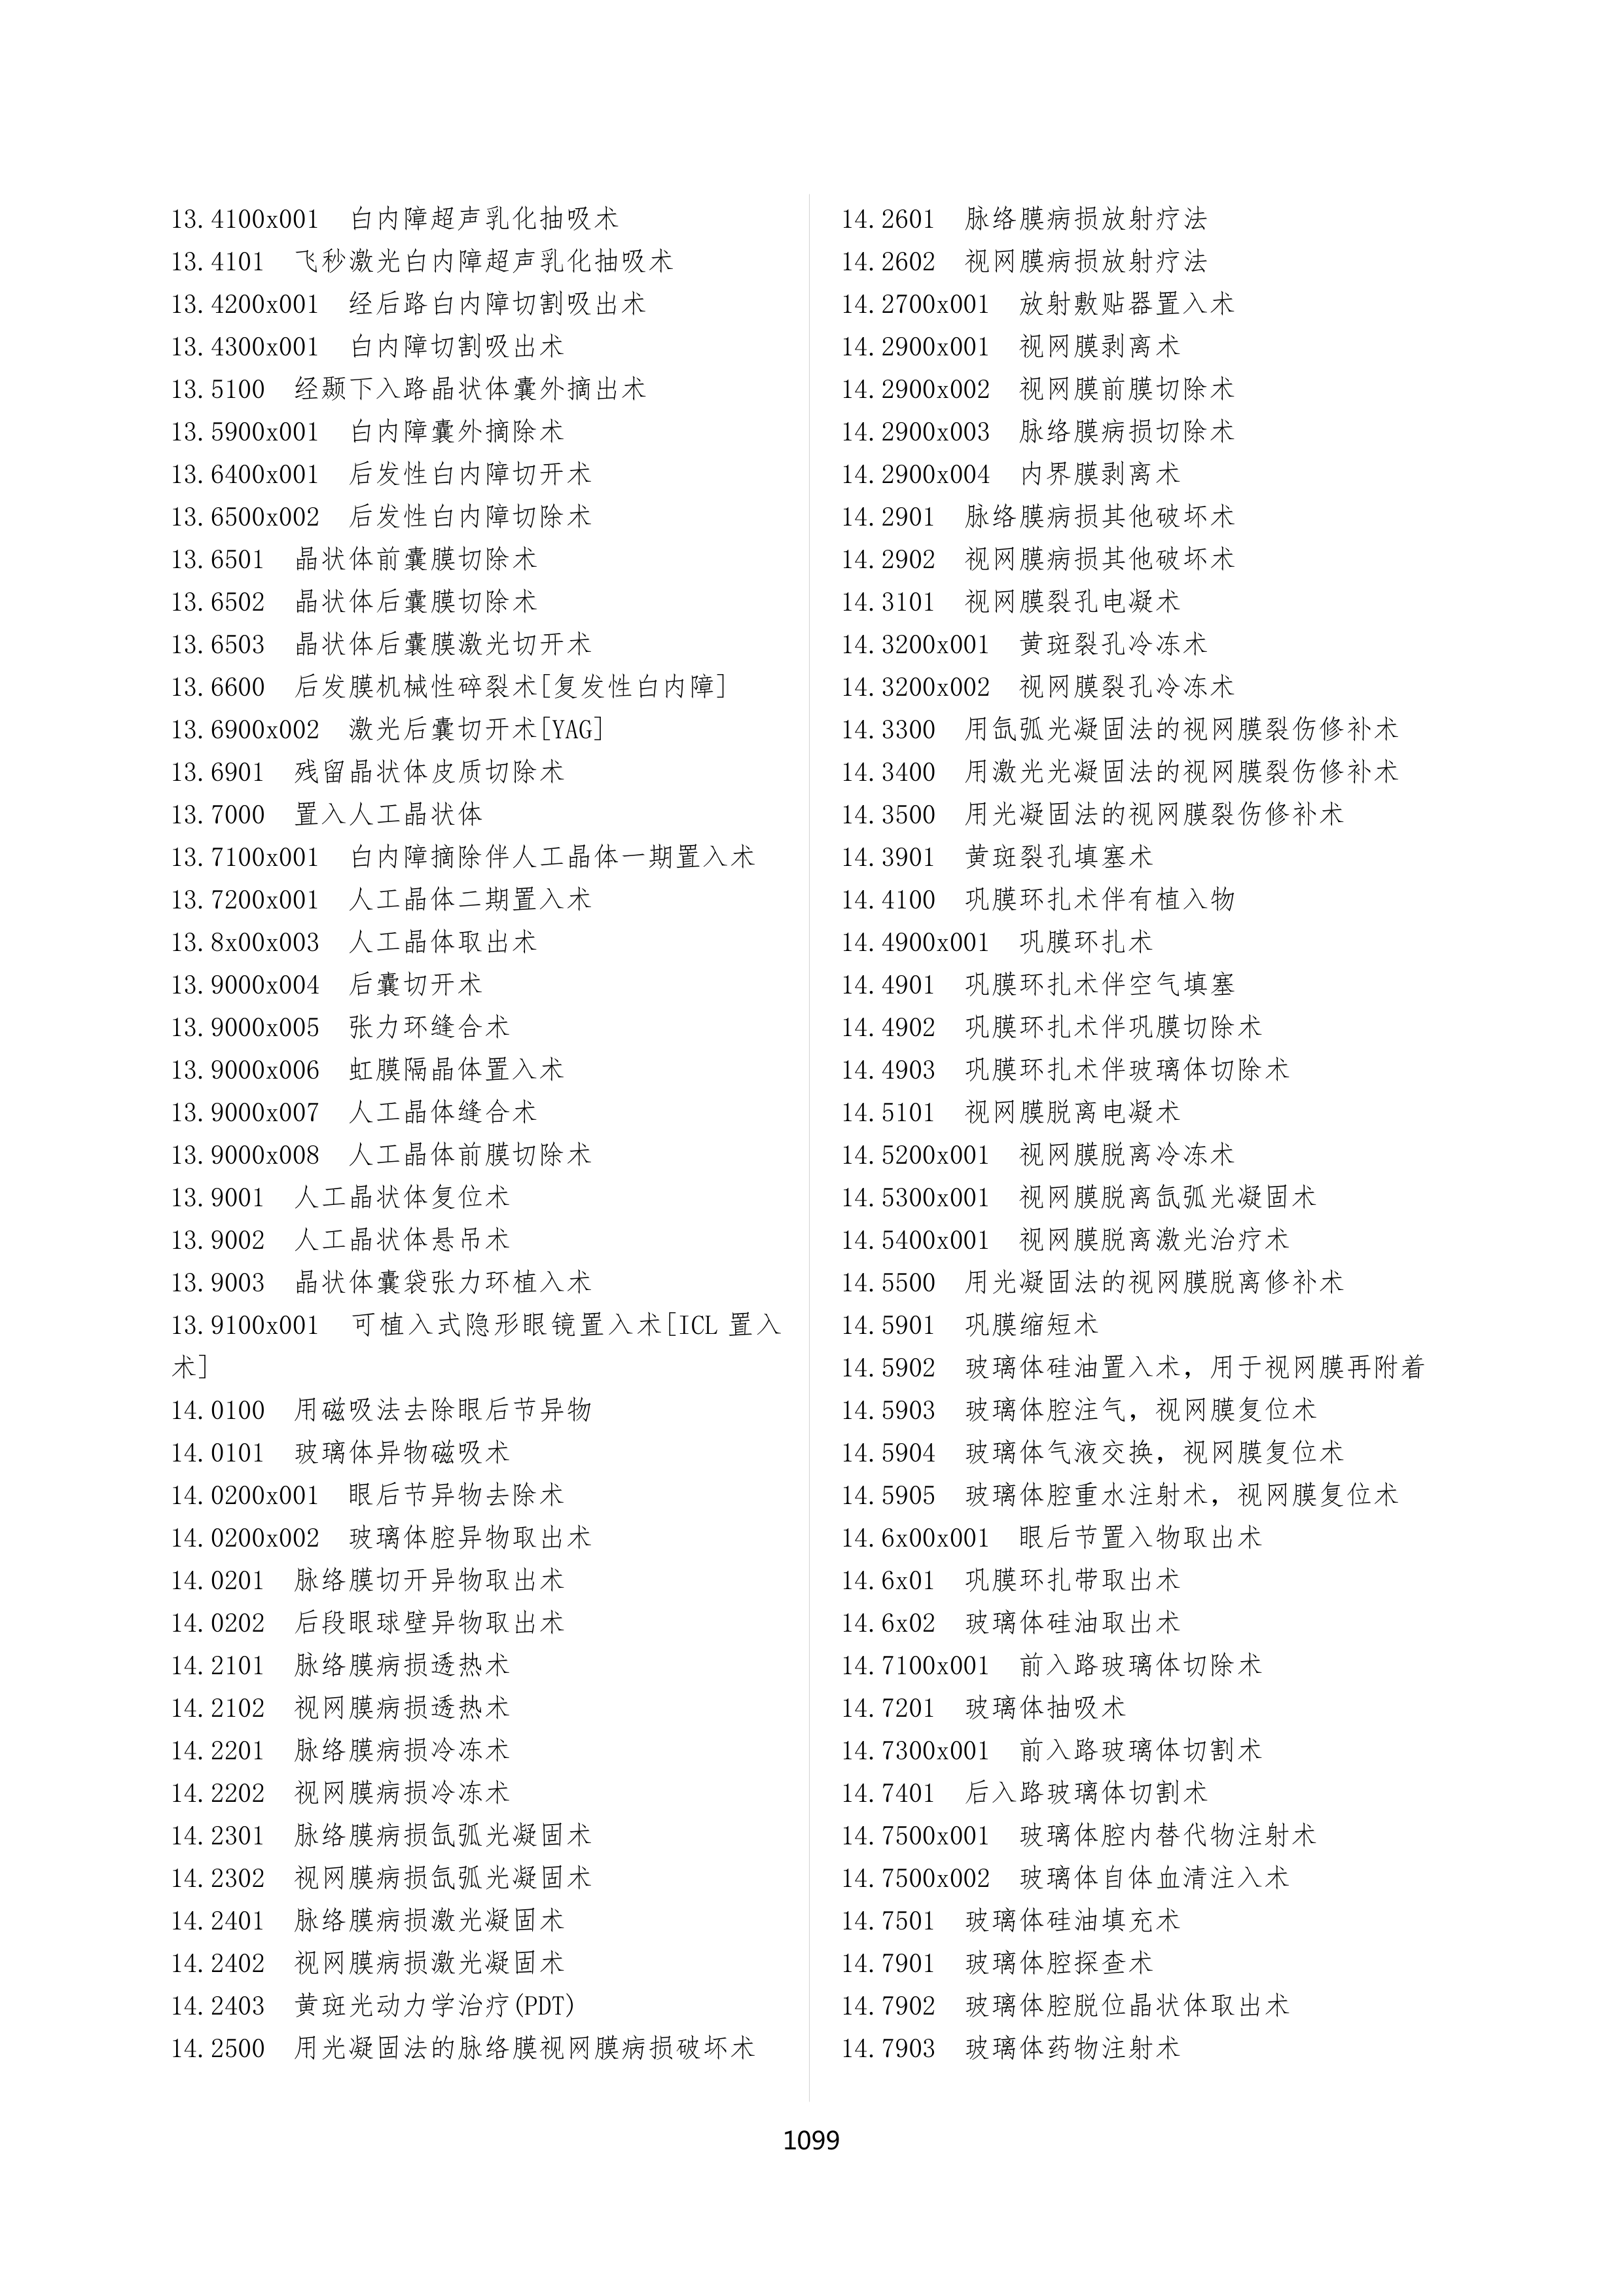 13.4100x001 白内障超声乳化抽吸术
13.4101 飞秒激光白内障超声乳化抽吸术
13.4200x001 经后路白内障切割吸出术
13.4300x001 白内障切割吸出术
13.5100 经颞下入路晶状体囊外摘出术
13.5900x001 白内障囊外摘除术
13.6400x001 后发性白内障切开术
13.6500x002 后发性白内障切除术
13.6501 晶状体前囊膜切除术
13.6502 晶状体后囊膜切除术
13.6503 晶状体后囊膜激光切开术
13.6600 后发膜机械性碎裂术[复发性白内障]
13.6900x002 激光后囊切开术[YAG]
13.6901 残留晶状体皮质切除术
13.7000 置入人工晶状体
13.7100x001 白内障摘除伴人工晶体一期置入术
13.7200x001 人工晶体二期置入术
13.8x00x003 人工晶体取出术
13.9000x004 后囊切开术
13.9000x005 张力环缝合术
13.9000x006 虹膜隔晶体置入术
13.9000x007 人工晶体缝合术
13.9000x008 人工晶体前膜切除术
13.9001 人工晶状体复位术
13.9002 人工晶状体悬吊术
13.9003 晶状体囊袋张力环植入术
13.9100x001 可植入式隐形眼镜置入术[ICL 置入
术]
14.0100 用磁吸法去除眼后节异物
14.0101 玻璃体异物磁吸术
14.0200x001 眼后节异物去除术
14.0200x002 玻璃体腔异物取出术
14.0201 脉络膜切开异物取出术
14.0202 后段眼球壁异物取出术
14.2101 脉络膜病损透热术
14.2102 视网膜病损透热术
14.2201 脉络膜病损冷冻术
14.2202 视网膜病损冷冻术
14.2301 脉络膜病损氙弧光凝固术
14.2302 视网膜病损氙弧光凝固术
14.2401 脉络膜病损激光凝固术
14.2402 视网膜病损激光凝固术
14.2403 黄斑光动力学治疗(PDT)
14.2500 用光凝固法的脉络膜视网膜病损破坏术
14.2601 脉络膜病损放射疗法
14.2602 视网膜病损放射疗法
14.2700x001 放射敷贴器置入术
14.2900x001 视网膜剥离术
14.2900x002 视网膜前膜切除术
14.2900x003 脉络膜病损切除术
14.2900x004 内界膜剥离术
14.2901 脉络膜病损其他破坏术
14.2902 视网膜病损其他破坏术
14.3101 视网膜裂孔电凝术
14.3200x001 黄斑裂孔冷冻术
14.3200x002 视网膜裂孔冷冻术
14.3300 用氙弧光凝固法的视网膜裂伤修补术
14.3400 用激光光凝固法的视网膜裂伤修补术
14.3500 用光凝固法的视网膜裂伤修补术
14.3901 黄斑裂孔填塞术
14.4100 巩膜环扎术伴有植入物
14.4900x001 巩膜环扎术
14.4901 巩膜环扎术伴空气填塞
14.4902 巩膜环扎术伴巩膜切除术
14.4903 巩膜环扎术伴玻璃体切除术
14.5101 视网膜脱离电凝术
14.5200x001 视网膜脱离冷冻术
14.5300x001 视网膜脱离氙弧光凝固术
14.5400x001 视网膜脱离激光治疗术
14.5500 用光凝固法的视网膜脱离修补术
14.5901 巩膜缩短术
14.5902 玻璃体硅油置入术，用于视网膜再附着
14.5903 玻璃体腔注气，视网膜复位术
14.5904 玻璃体气液交换，视网膜复位术
14.5905 玻璃体腔重水注射术，视网膜复位术
14.6x00x001 眼后节置入物取出术
14.6x01 巩膜环扎带取出术
14.6x02 玻璃体硅油取出术
14.7100x001 前入路玻璃体切除术
14.7201 玻璃体抽吸术
14.7300x001 前入路玻璃体切割术
14.7401 后入路玻璃体切割术
14.7500x001 玻璃体腔内替代物注射术
14.7500x002 玻璃体自体血清注入术
14.7501 玻璃体硅油填充术
14.7901 玻璃体腔探查术
14.7902 玻璃体腔脱位晶状体取出术
14.7903 玻璃体药物注射术
1099